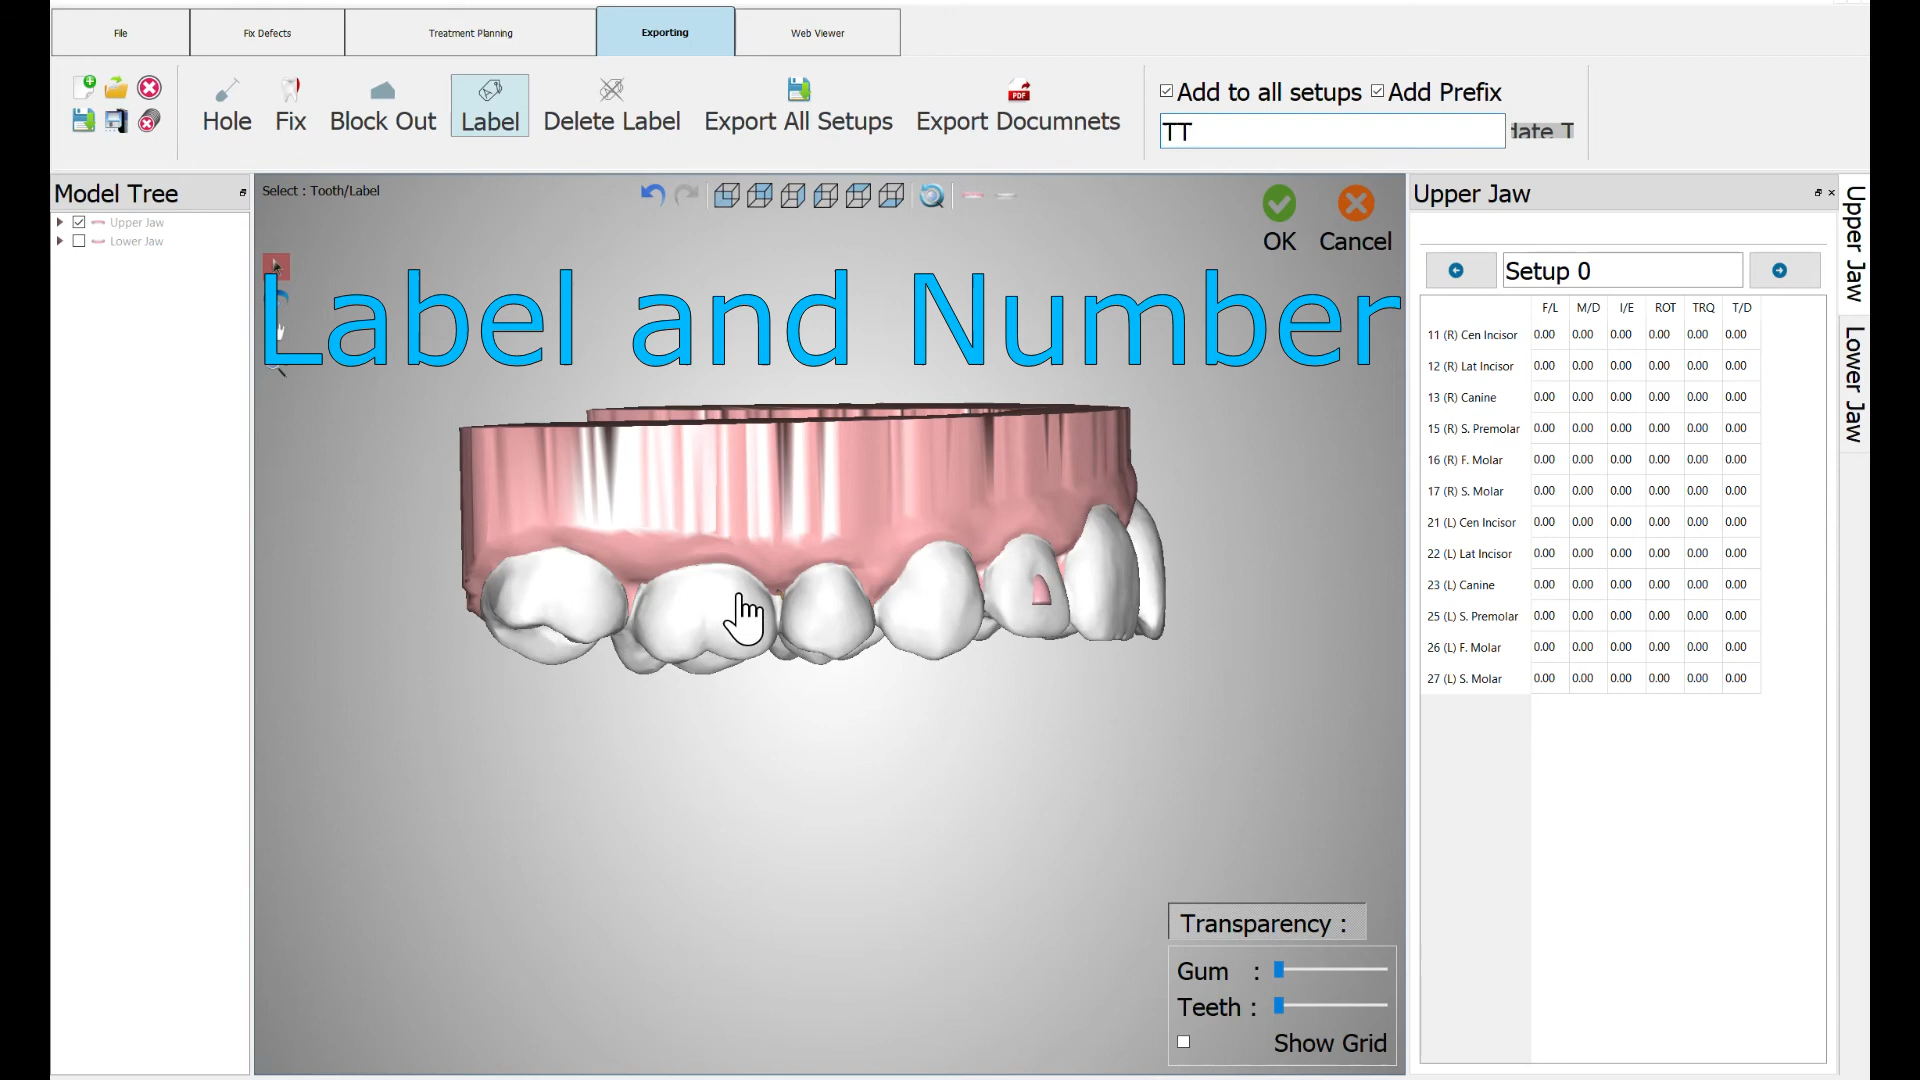 File
Fix Defects
Treatment Planning
Exporting
Web Viewer
Hole
Fix
Block Out
Label
Delete Label
PDF
Export All Setups
Export Documnets
Add to all setups
Add Prefix
TT
date T
Model Tree
Upper Jaw
Lower Jaw
Select : Tooth/Label
OK
Cancel
Label and Number
Transparency :
Gum :
Teeth :
Show Grid
Upper Jaw
Setup 0
F/L M/D I/E ROT TRQ T/D
11 (R) Cen Incisor 0.00 0.00 0.00 0.00 0.00 0.00
12 (R) Lat Incisor 0.00 0.00 0.00 0.00 0.00 0.00
13 (R) Canine 0.00 0.00 0.00 0.00 0.00 0.00
15 (R) S. Premolar 0.00 0.00 0.00 0.00 0.00 0.00
16 (R) F. Molar 0.00 0.00 0.00 0.00 0.00 0.00
17 (R) S. Molar 0.00 0.00 0.00 0.00 0.00 0.00
21 (L) Cen Incisor 0.00 0.00 0.00 0.00 0.00 0.00
22 (L) Lat Incisor 0.00 0.00 0.00 0.00 0.00 0.00
23 (L) Canine 0.00 0.00 0.00 0.00 0.00 0.00
25 (L) S. Premolar 0.00 0.00 0.00 0.00 0.00 0.00
26 (L) F. Molar 0.00 0.00 0.00 0.00 0.00 0.00
27 (L) S. Molar 0.00 0.00 0.00 0.00 0.00 0.00
Upper Jaw
Lower Jaw